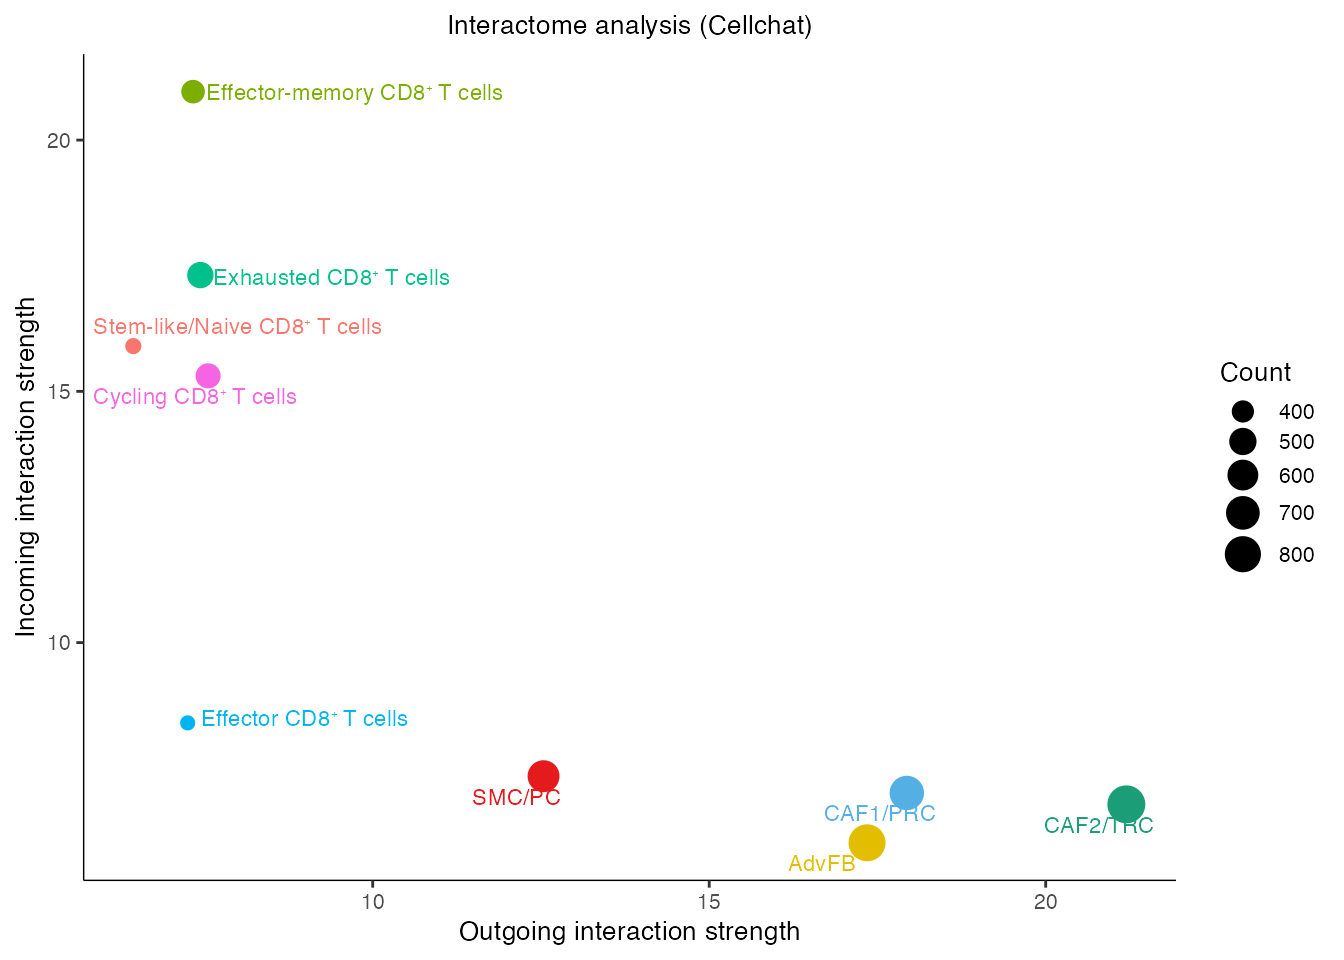 Interactome analysis (Cellchat)
Effector-memory CD8⁺ T cells
20
Exhausted CD8⁺ T cells
Stem-like/Naive CD8⁺ T cells
15
Cycling CD8⁺ T cells
Incoming interaction strength
10
Effector CD8⁺ T cells
SMC/PC
CAF1/PRC
CAF2/TRC
AdvFB
10
15
20
Outgoing interaction strength
Count
400
500
600
700
800